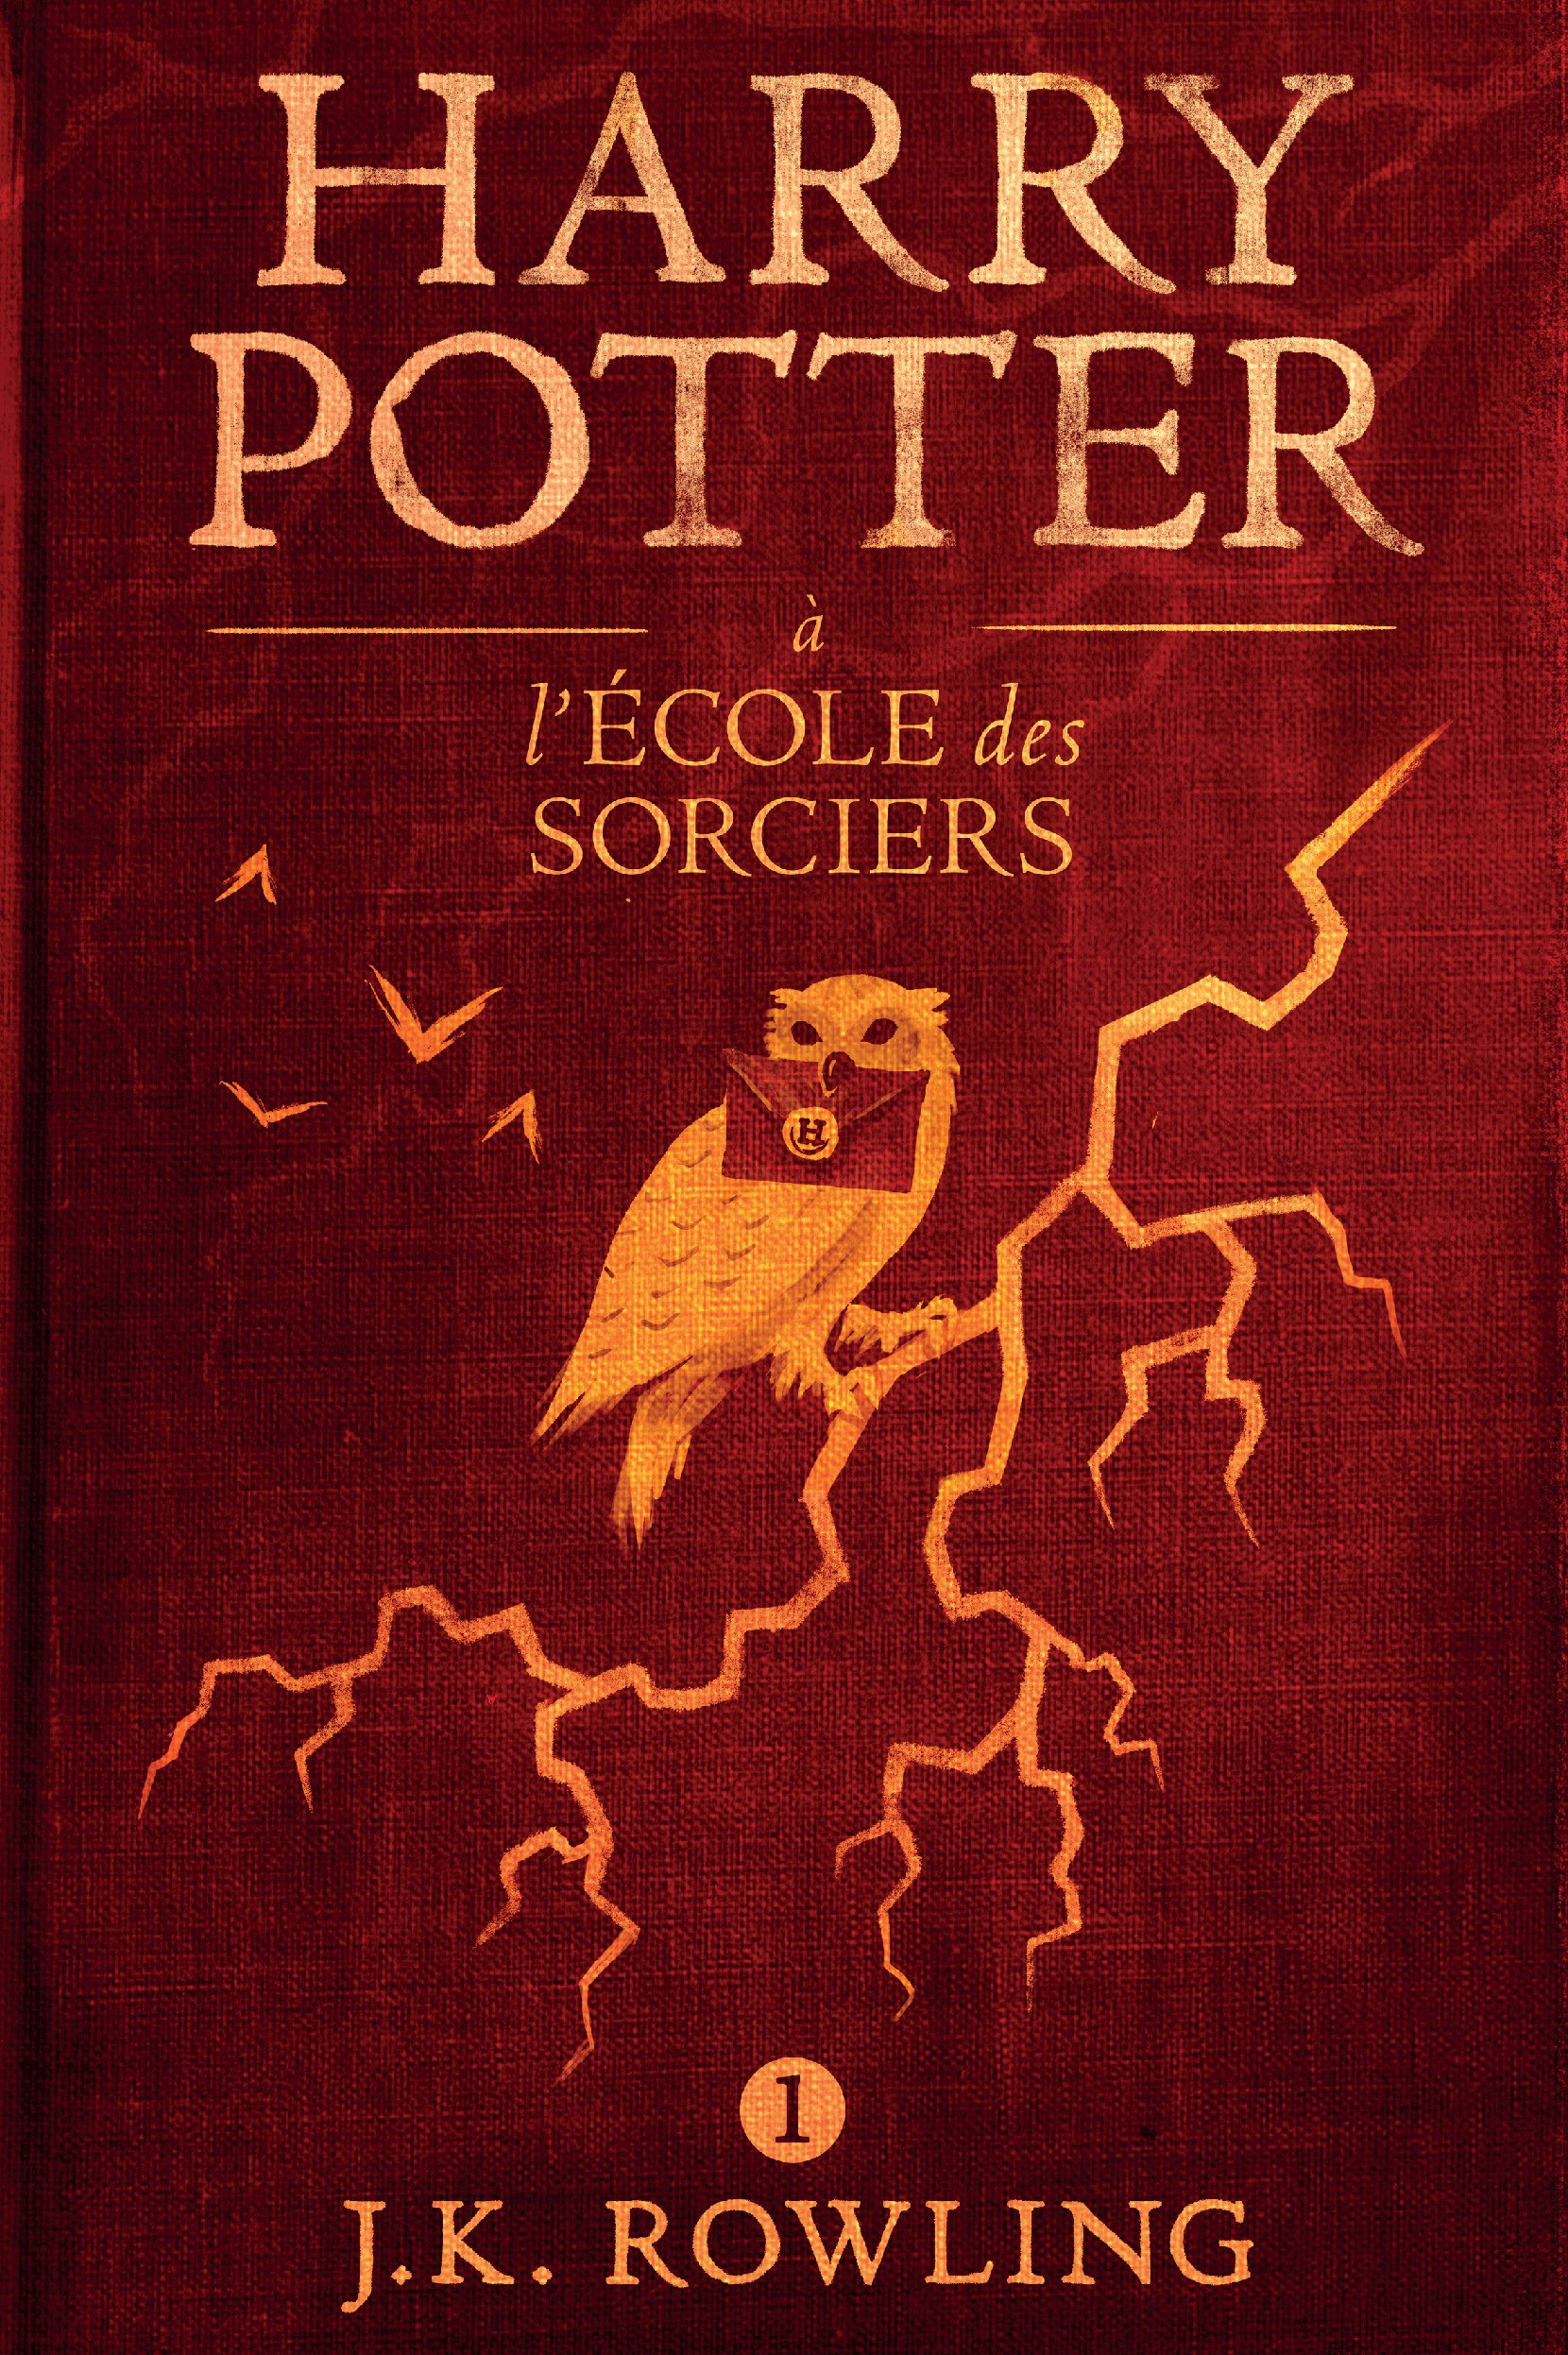 HARRY
POTTER
à
l'ÉCOLE des
SORCIERS
H
1
J.K. ROWLING